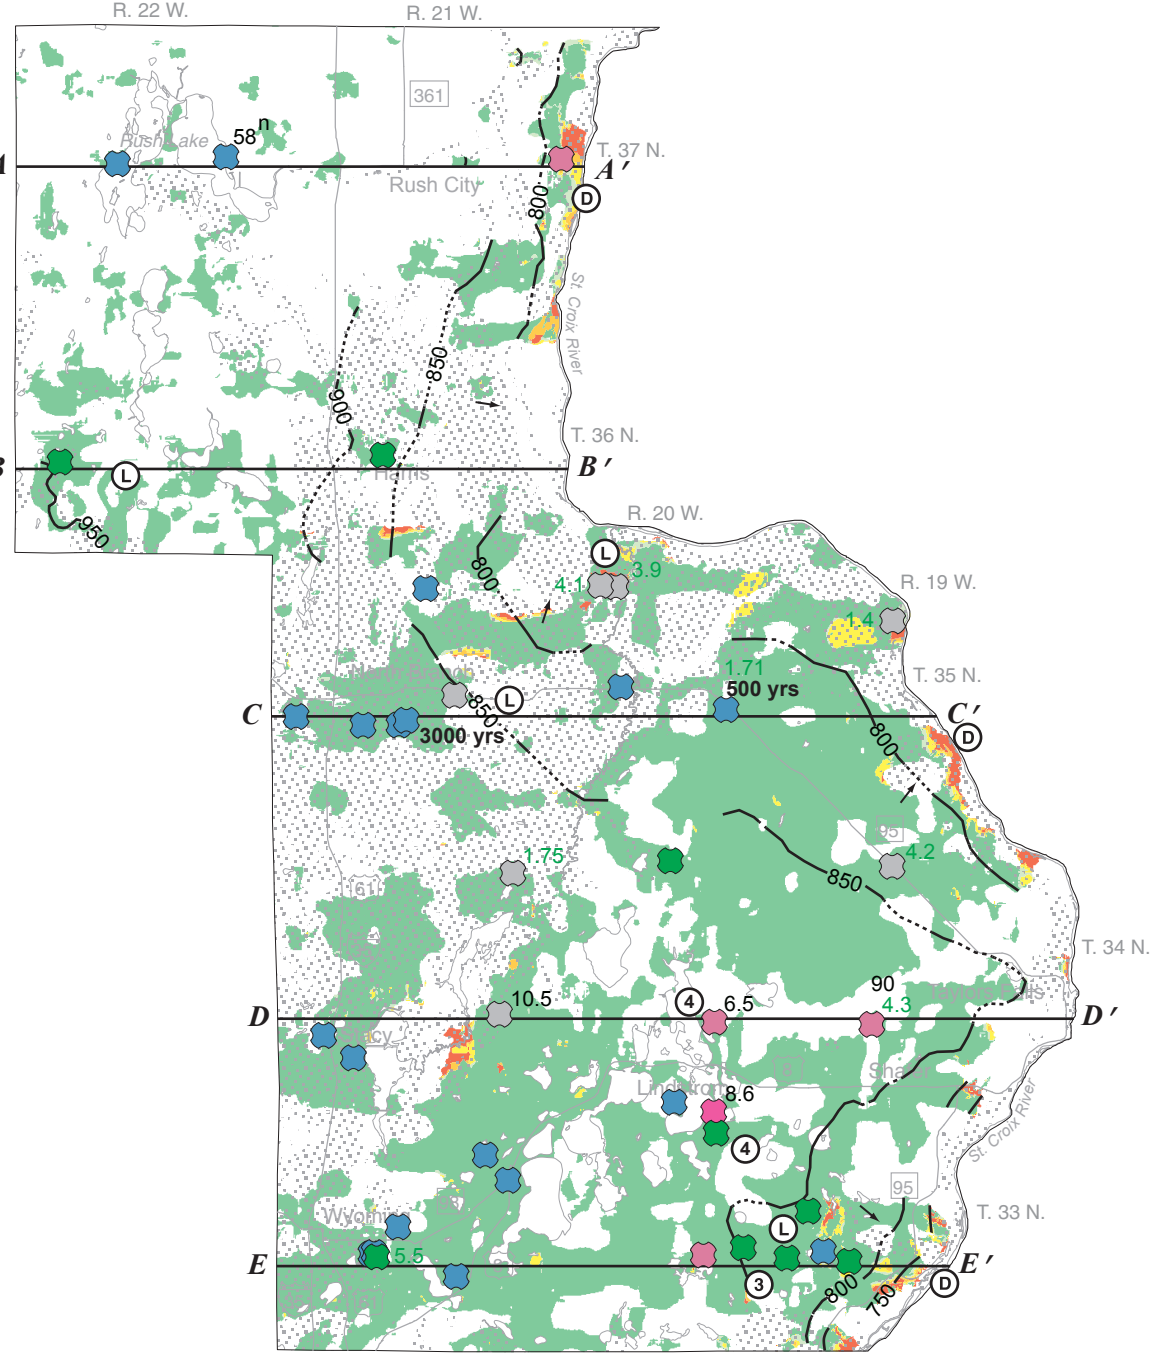 R. 22 W.
R. 21 W.
361
58 n
Rush Lake
T. 37 N.
A
A′
Rush City
D
800
St. Croix River
850
900
T. 36 N.
B
B′
Harris
L
950
R. 20 W.
L
3.9
4.1
800
R. 19 W.
1.4
North Branch
1.71
T. 35 N.
500 yrs
L
850
C
C′
3000 yrs
D
800
95
1.75
4.2
850
61
T. 34 N.
90
Taylors Falls
10.5
4
6.5
4.3
D
D′
Stacy
8
Shafer
Lindstrom
8.6
St. Croix River
4
95
Wyoming
T. 33 N.
L
5.5
E
E′
3
D
800
750
61